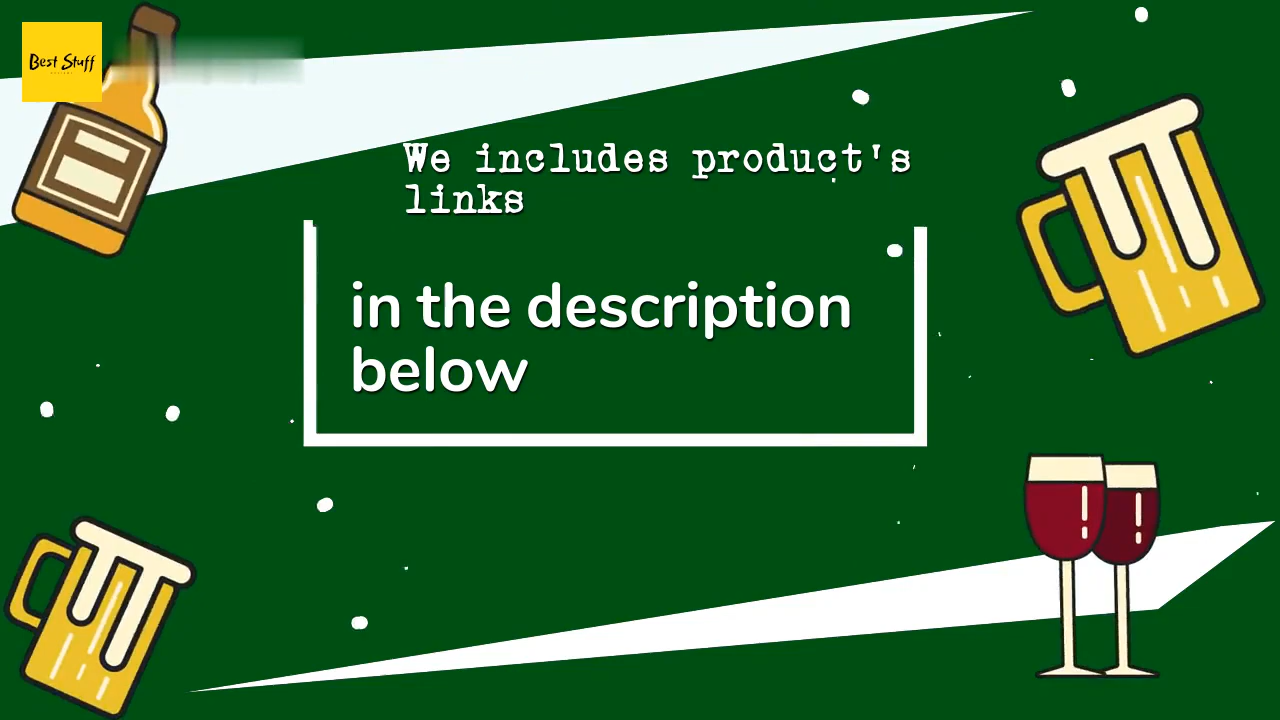 Best Stuff
We includes product's
links
in the description
below